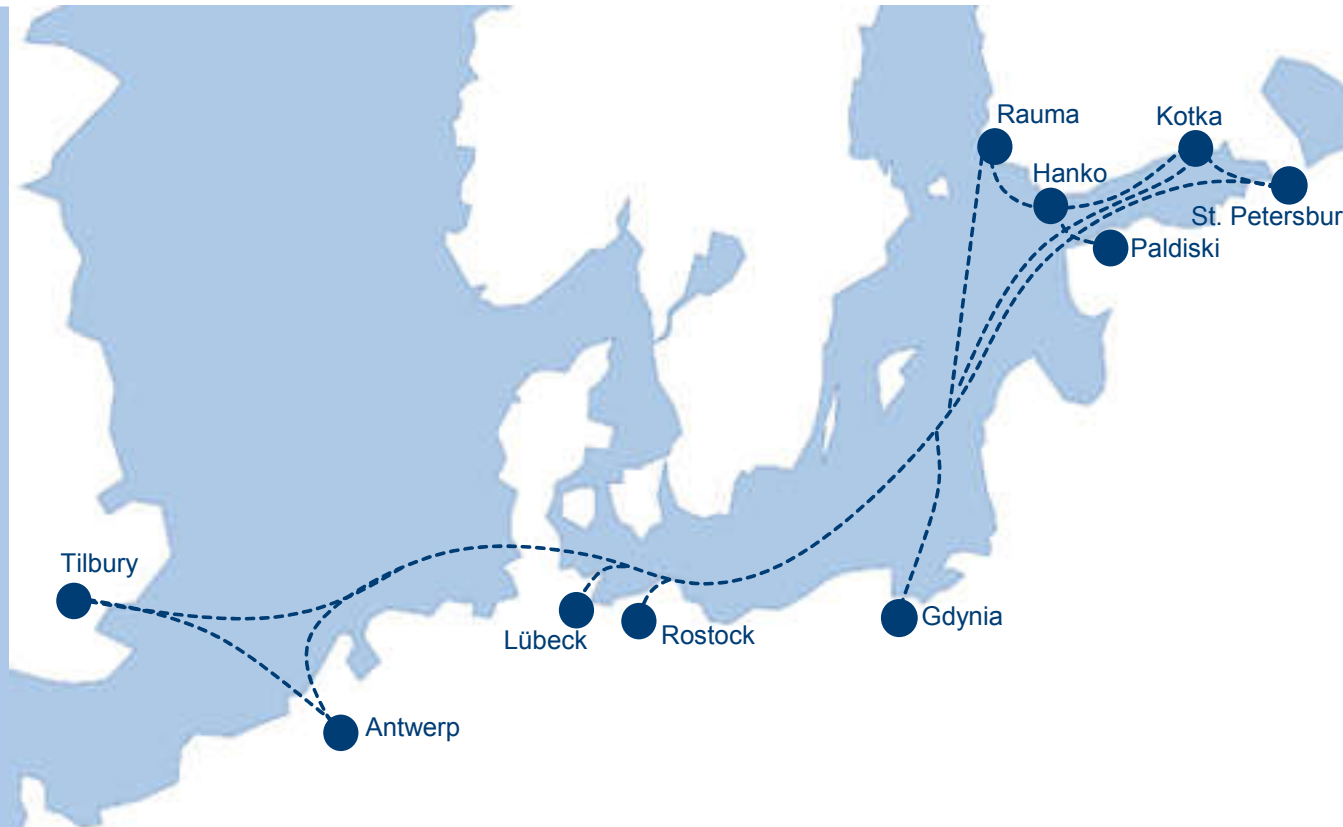 Rauma
Kotka
Hanko
St. Petersbur
Paldiski
Tilbury
Lübeck
Rostock
Gdynia
Antwerp